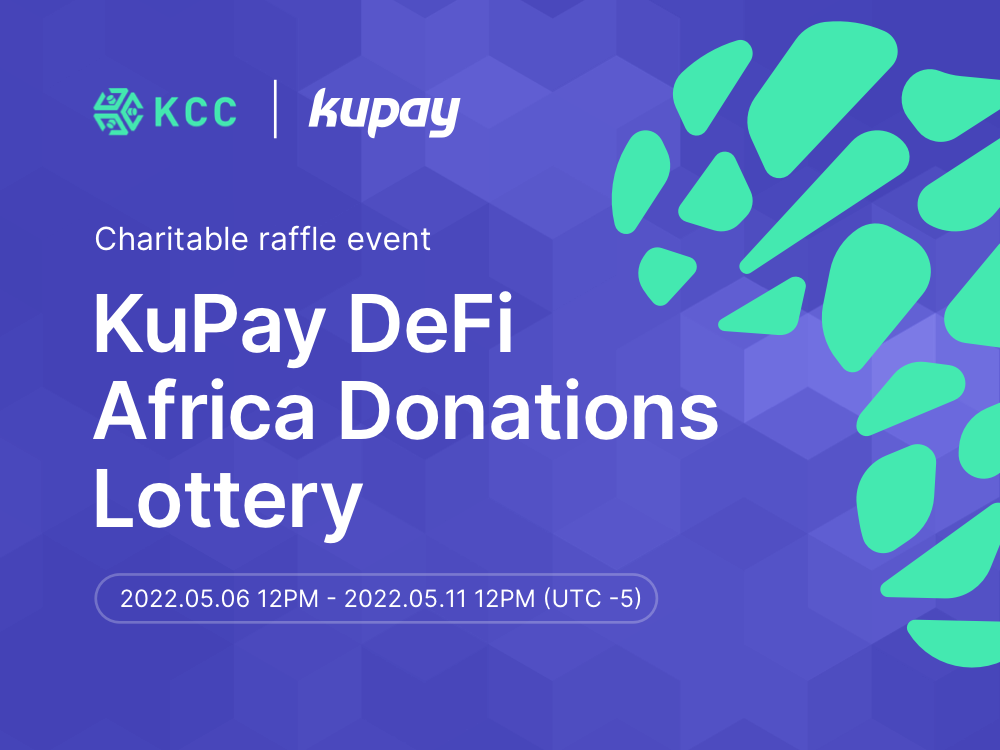 KCC | kupay
Charitable raffle event
KuPay DeFi
Africa Donations
Lottery
2022.05.06 12PM - 2022.05.11 12PM (UTC -5)